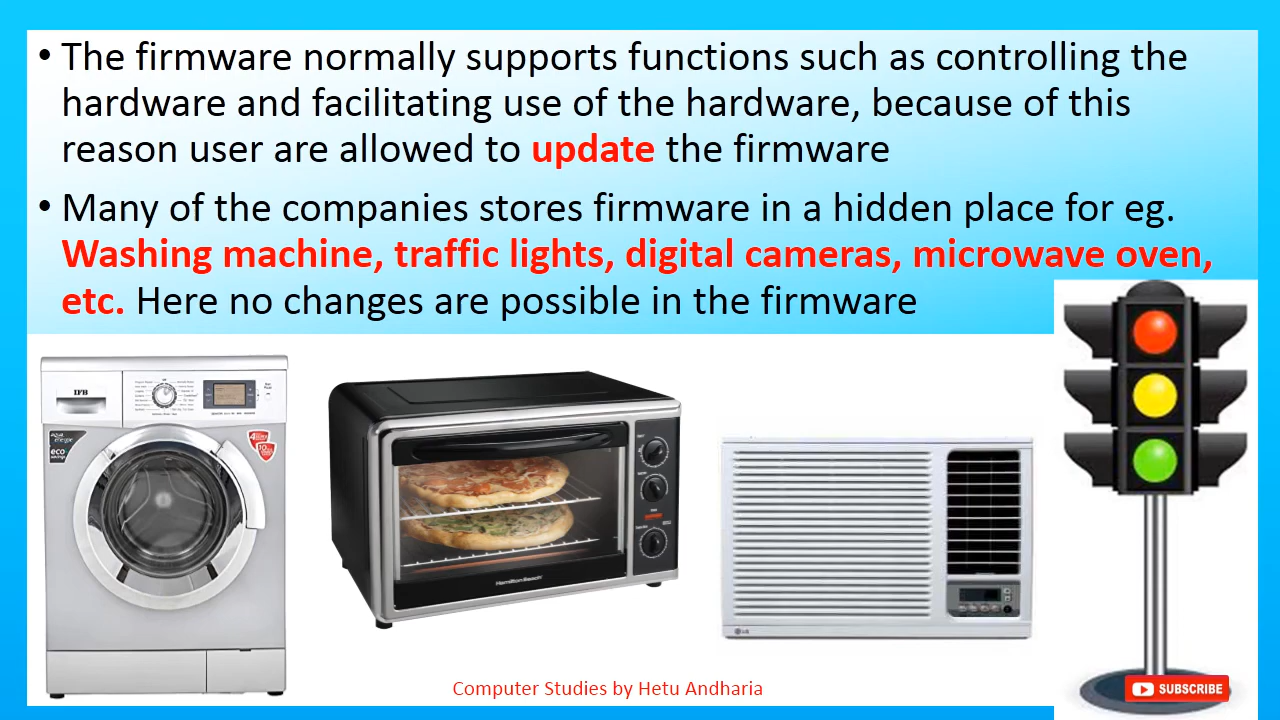 • The firmware normally supports functions such as controlling the
hardware and facilitating use of the hardware, because of this
reason user are allowed to update the firmware
• Many of the companies stores firmware in a hidden place for eg.
Washing machine, traffic lights, digital cameras, microwave oven,
etc. Here no changes are possible in the firmware
IFB
eco
Hamilton Beach
LG
Computer Studies by Hetu Andharia
SUBSCRIBE